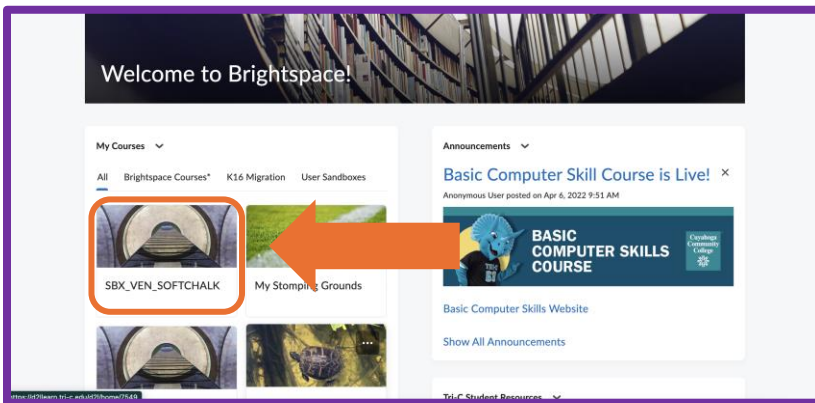 Welcome to Brightspace!
My Courses
All Brightspace Courses* K16 Migration User Sandboxes
SBX_VEN_SOFTCHALK
My Stomping Grounds
Announcements
Basic Computer Skill Course is Live! ×
Anonymous User posted on Apr 6, 2022 9:51 AM
BASIC
COMPUTER SKILLS
COURSE
Cuyahoga
Community
College
Basic Computer Skills Website
Show All Announcements
Tri-C Student Resources